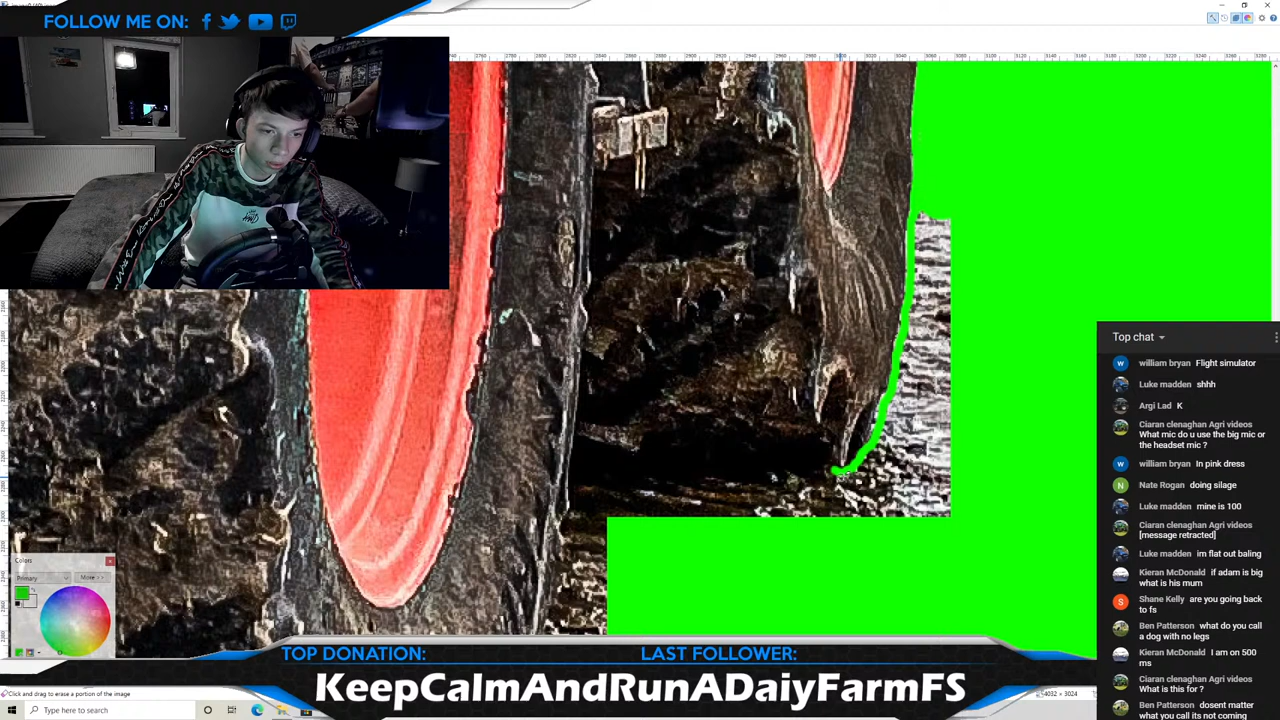 FOLLOW ME ON:
Top chat
william bryan Flight simulator
Luke madden shhh
Argi Lad K
Ciaran clenaghan Agri videos
What mic do u use the big mic or
the headset mic ?
william bryan In pink dress
Nate Rogan doing silage
Luke madden mine is 100
Ciaran clenaghan Agri videos
[message retracted]
Luke madden im flat out baling
Kieran McDonald if adam is big
what is his mum
Shane Kelly are you going back
to fs
Ben Patterson what do you call
a dog with no legs
Kieran McDonald I am on 500
ms
Ciaran clenaghan Agri videos
What is this for ?
Ben Patterson dosent matter
what you call its not coming
Colors
Primary
More >>
TOP DONATION:
LAST FOLLOWER:
KeepCalmAndRunADaiyFarmFS
Click and drag to erase a portion of the image
4032 × 3024
Type here to search